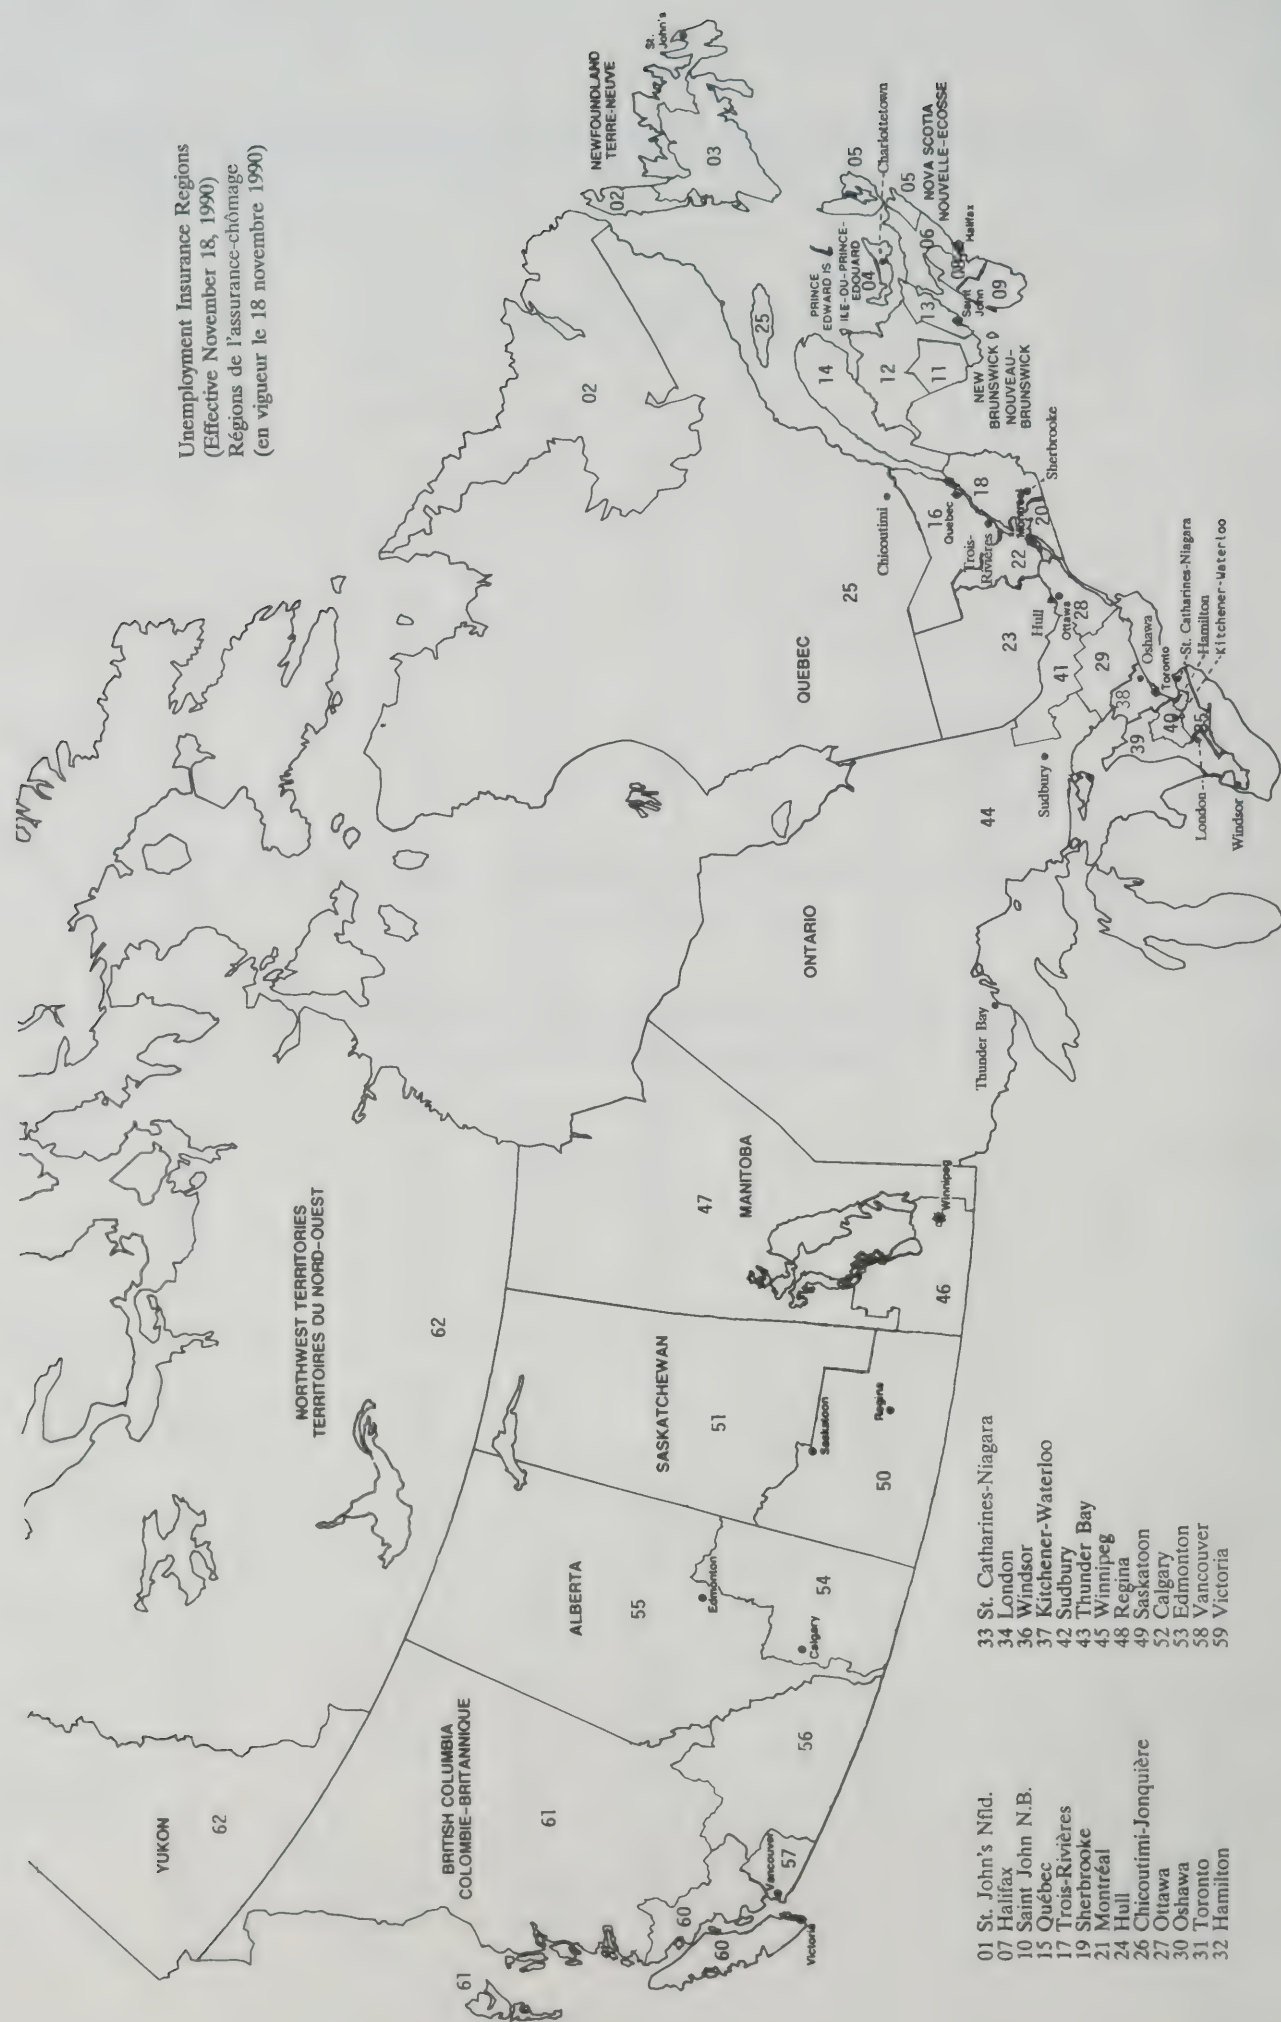 Unemployment Insurance Regions
(Effective November 18, 1990)
Régions de l'assurance-chômage
(en vigueur le 18 novembre 1990)
YUKON
62
NORTHWEST TERRITORIES
TERRITOIRES DU NORD-OUEST
62
BRITISH COLUMBIA
COLOMBIE-BRITANNIQUE
61
61
60
60
Vancouver
57
Victoria
56
ALBERTA
55
Edmonton
54
Calgary
SASKATCHEWAN
51
Saskatoon
50
Regina
47
MANITOBA
Winnipeg
46
ONTARIO
Thunder Bay
44
Sudbury
41
39
38
40
35
29
28
Ottawa
Oshawa
Toronto
St. Catharines-Niagara
Hamilton
Kitchener-Waterloo
London
Windsor
QUEBEC
25
Chicoutimi
23
Hull
22
Trois-
Rivières
16
Quebec
18
Montreal
20
Sherbrooke
25
14
02
NEWFOUNDLAND
TERRE-NEUVE
02
03
St.
John's
PRINCE
EDWARD IS
ILE-DU-PRINCE-
EDOUARD
04
Charlottetown
05
05
NOVA SCOTIA
NOUVELLE-ECOSSE
06
Halifax
08
09
Saint
John
13
12
11
NEW
BRUNSWICK
NOUVEAU-
BRUNSWICK
01 St. John's Nfld.
07 Halifax
10 Saint John N.B.
15 Québec
17 Trois-Rivières
19 Sherbrooke
21 Montréal
24 Hull
26 Chicoutimi-Jonquière
27 Ottawa
30 Oshawa
31 Toronto
32 Hamilton
33 St. Catharines-Niagara
34 London
36 Windsor
37 Kitchener-Waterloo
42 Sudbury
43 Thunder Bay
45 Winnipeg
48 Regina
49 Saskatoon
52 Calgary
53 Edmonton
58 Vancouver
59 Victoria